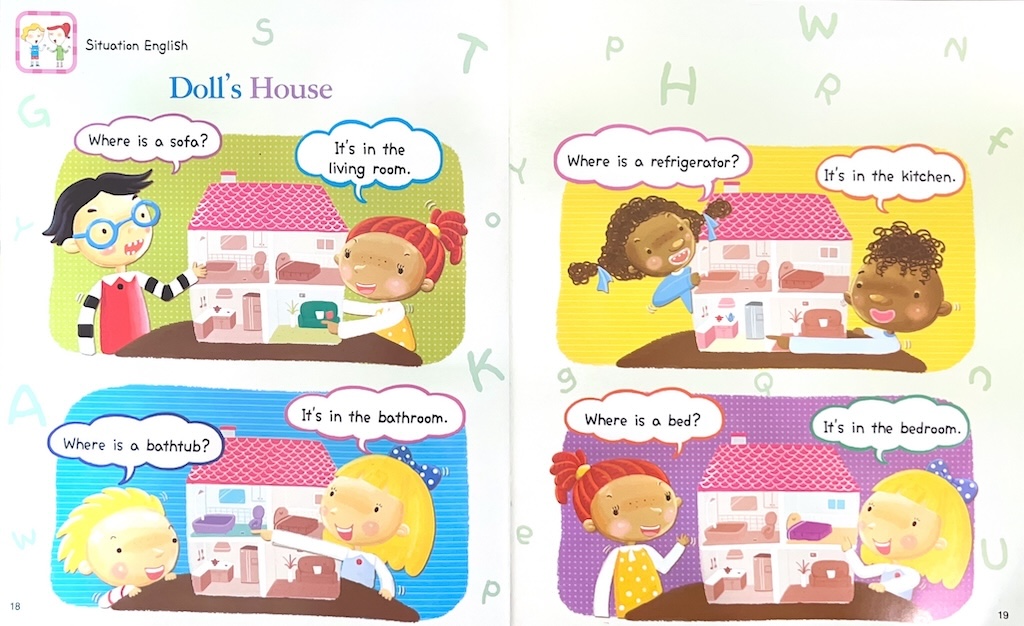 Situation English
Doll's House
Where is a sofa?
It's in the
living room.
Where is a bathtub?
It's in the bathroom.
18
Where is a refrigerator?
It's in the kitchen.
Where is a bed?
It's in the bedroom.
19
S
T
G
Y
A
K
w
p
P
W
N
H
R
f
Y
o
g
Q
n
e
U